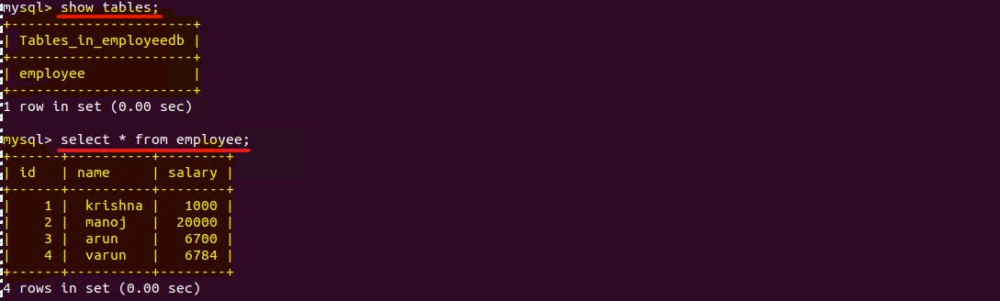 mysql> show tables;
+----------------------+
| Tables_in_employeedb |
+----------------------+
| employee             |
+----------------------+
1 row in set (0.00 sec)

mysql> select * from employee;
+------+----------+--------+
| id   | name     | salary |
+------+----------+--------+
|    1 |  krishna |   1000 |
|    2 |  manoj   |  20000 |
|    3 |  arun    |   6700 |
|    4 |  varun   |   6784 |
+------+----------+--------+
4 rows in set (0.00 sec)